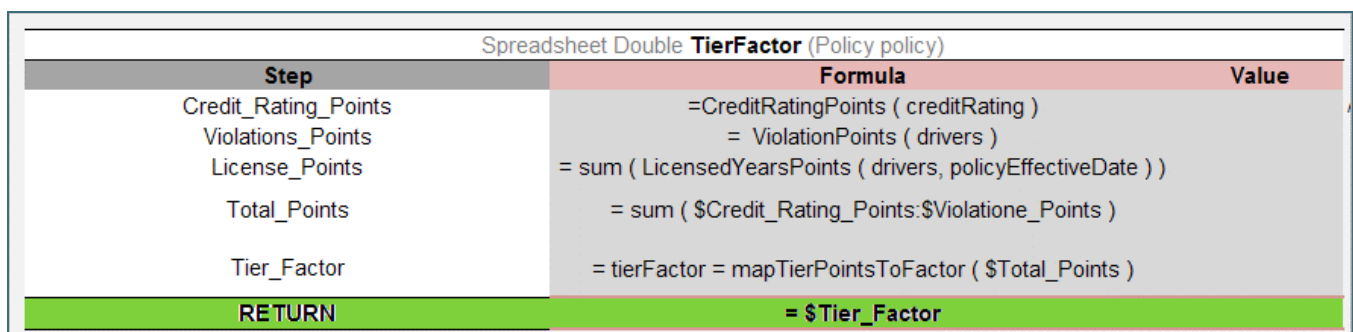 Spreadsheet Double TierFactor (Policy policy)
Step Formula Value
Credit_Rating_Points =CreditRatingPoints ( creditRating )
Violations_Points = ViolationPoints ( drivers )
License_Points = sum ( LicensedYearsPoints ( drivers, policyEffectiveDate ) )
Total_Points = sum ( $Credit_Rating_Points:$Violatione_Points )
Tier_Factor = tierFactor = mapTierPointsToFactor ( $Total_Points )
RETURN = $Tier_Factor